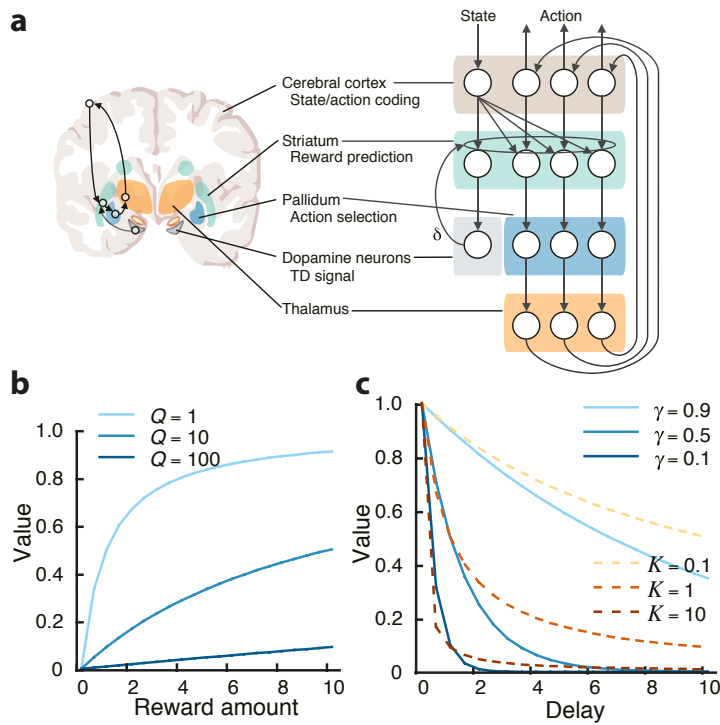 a
State Action
Cerebral cortex
State/action coding
Striatum
Reward prediction
Pallidum
Action selection
δ
Dopamine neurons
TD signal
Thalamus
b
Q = 1
Q = 10
Q = 100
1.0
0.8
0.6
0.4
0.2
0
Value
0 2 4 6 8 10
Reward amount
c
γ = 0.9
γ = 0.5
γ = 0.1
1.0
0.8
0.6
0.4
0.2
0
Value
K = 0.1
K = 1
K = 10
0 2 4 6 8 10
Delay